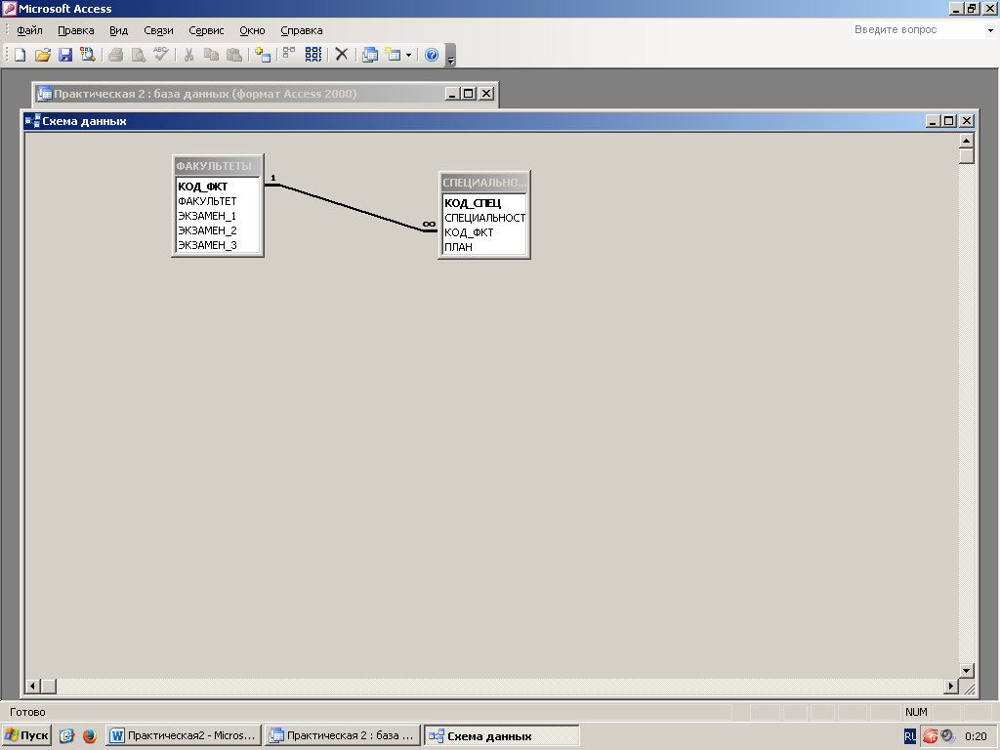 Microsoft Access
Файл Правка Вид Связи Сервис Окно Справка Введите вопрос
ABC
Практическая 2 : база данных (формат Access 2000)
Схема данных
ФАКУЛЬТЕТЫ
КОД_ФКТ
ФАКУЛЬТЕТ
ЭКЗАМЕН_1
ЭКЗАМЕН_2
ЭКЗАМЕН_3
1
∞
СПЕЦИАЛЬНО...
КОД_СПЕЦ
СПЕЦИАЛЬНОСТ
КОД_ФКТ
ПЛАН
Готово NUM
Пуск Практическая2 - Micros... Практическая 2 : база ... Схема данных RU 0:20